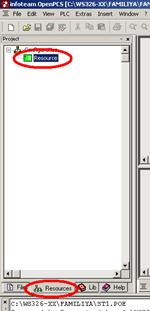 infoteam OpenPCS [C:\WS326-XX\FAMILIYA\FAM
File Edit View PLC Extras Insert Window ?
Project
Configuration
Resource
File Resources Lib Help
C:\WS326-XX\FAMILIYA\ST1.POE